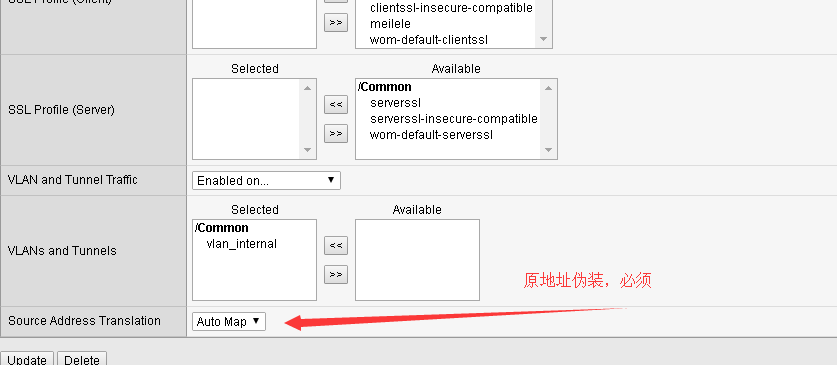 SSL Profile (Client)
clientssl-insecure-compatible
meilele
wom-default-clientssl
>>
Selected
Available
SSL Profile (Server)
/Common
serverssl
serverssl-insecure-compatible
wom-default-serverssl
<<
>>
VLAN and Tunnel Traffic
Enabled on...
Selected
Available
VLANs and Tunnels
/Common
vlan_internal
<<
>>
原地址伪装，必须
Source Address Translation
Auto Map
Update
Delete